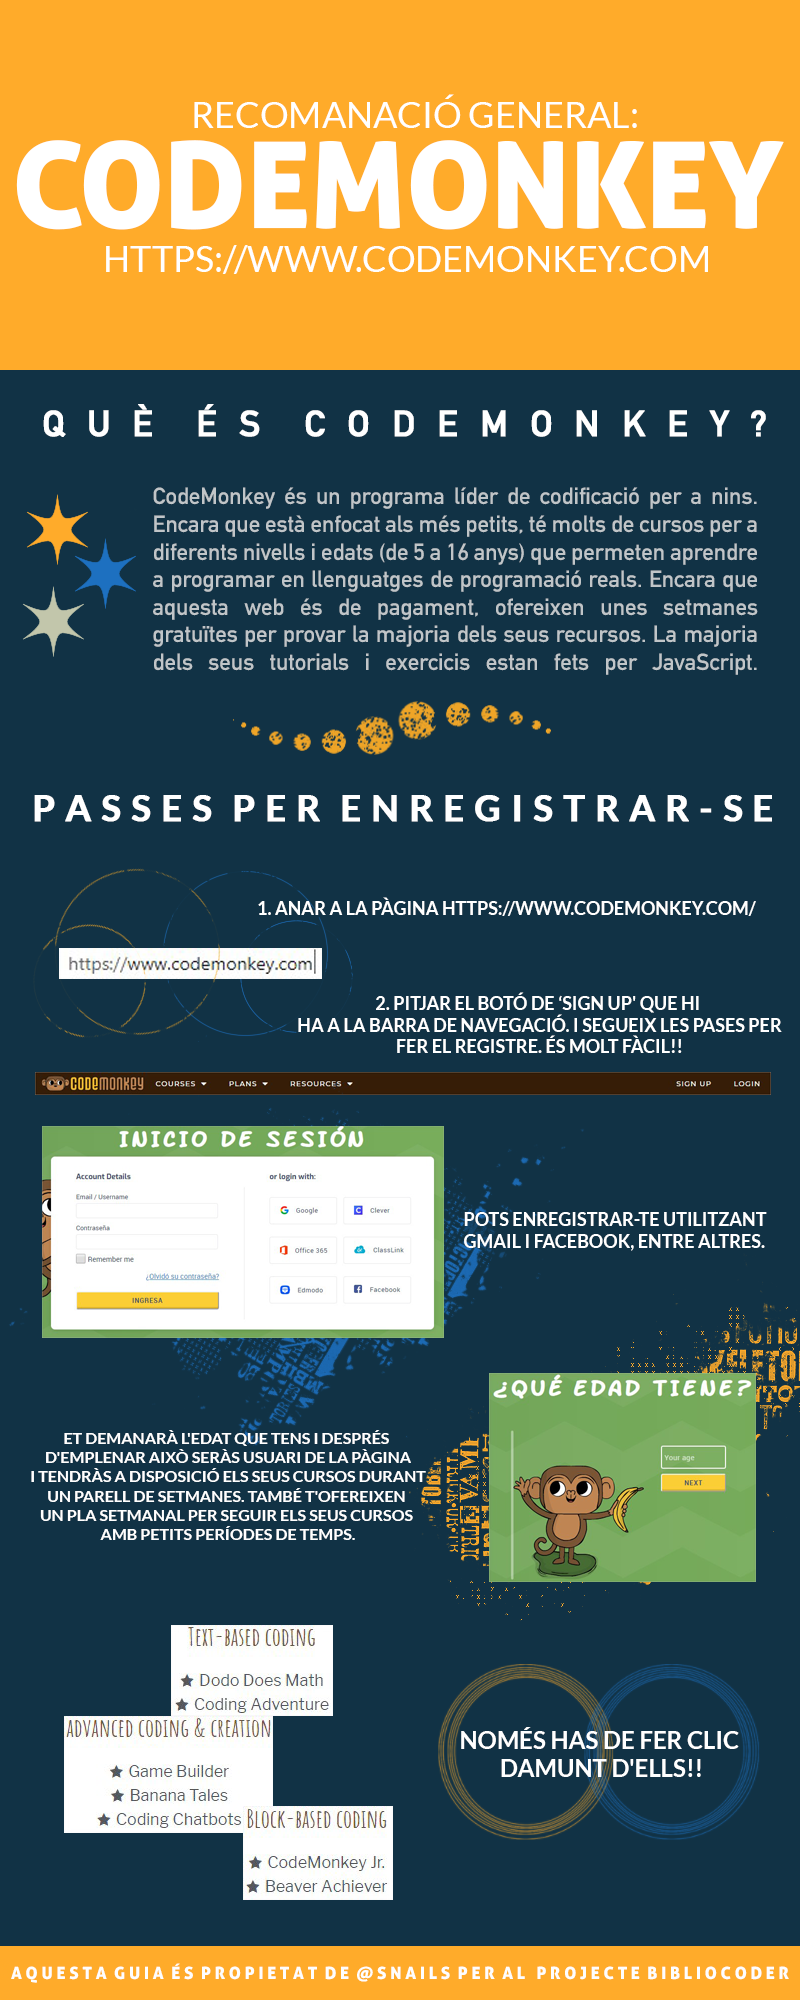 RECOMANACIÓ GENERAL:
CODEMONKEY
HTTPS://WWW.CODEMONKEY.COM
QUÈ ÉS CODEMONKEY?
CodeMonkey és un programa líder de codificació per a nins.
Encara que està enfocat als més petits, té molts de cursos per a
diferents nivells i edats (de 5 a 16 anys) que permeten aprendre
a programar en llenguatges de programació reals. Encara que
aquesta web és de pagament, ofereixen unes setmanes
gratuïtes per provar la majoria dels seus recursos. La majoria
dels seus tutorials i exercicis estan fets per JavaScript.
PASSES PER ENREGISTRAR-SE
1. ANAR A LA PÀGINA HTTPS://WWW.CODEMONKEY.COM/
https://www.codemonkey.com
2. PITJAR EL BOTÓ DE ‘SIGN UP' QUE HI
HA A LA BARRA DE NAVEGACIÓ. I SEGUEIX LES PASES PER
FER EL REGISTRE. ÉS MOLT FÀCIL!!
CODEMONKEY COURSES PLANS RESOURCES SIGN UP LOGIN
INICIO DE SESIÓN
Account Details
Email / Username
Contraseña
Remember me
¿Olvidó su contraseña?
INGRESA
or login with:
Google Clever
Office 365 ClassLink
Edmodo Facebook
POTS ENREGISTRAR-TE UTILITZANT
GMAIL I FACEBOOK, ENTRE ALTRES.
¿QUÉ EDAD TIENE?
Your age
NEXT
ET DEMANARÀ L'EDAT QUE TENS I DESPRÉS
D'EMPLENAR AIXÒ SERÀS USUARI DE LA PÀGINA
I TENDRÀS A DISPOSICIÓ ELS SEUS CURSOS DURANT
UN PARELL DE SETMANES. TAMBÉ T'OFEREIXEN
UN PLA SETMANAL PER SEGUIR ELS SEUS CURSOS
AMB PETITS PERÍODES DE TEMPS.
TEXT-BASED CODING
Dodo Does Math
Coding Adventure
ADVANCED CODING & CREATION
Game Builder
Banana Tales
Coding Chatbots
BLOCK-BASED CODING
CodeMonkey Jr.
Beaver Achiever
NOMÉS HAS DE FER CLIC
DAMUNT D'ELLS!!
AQUESTA GUIA ÉS PROPIETAT DE @SNAILS PER AL PROJECTE BIBLIOCODER